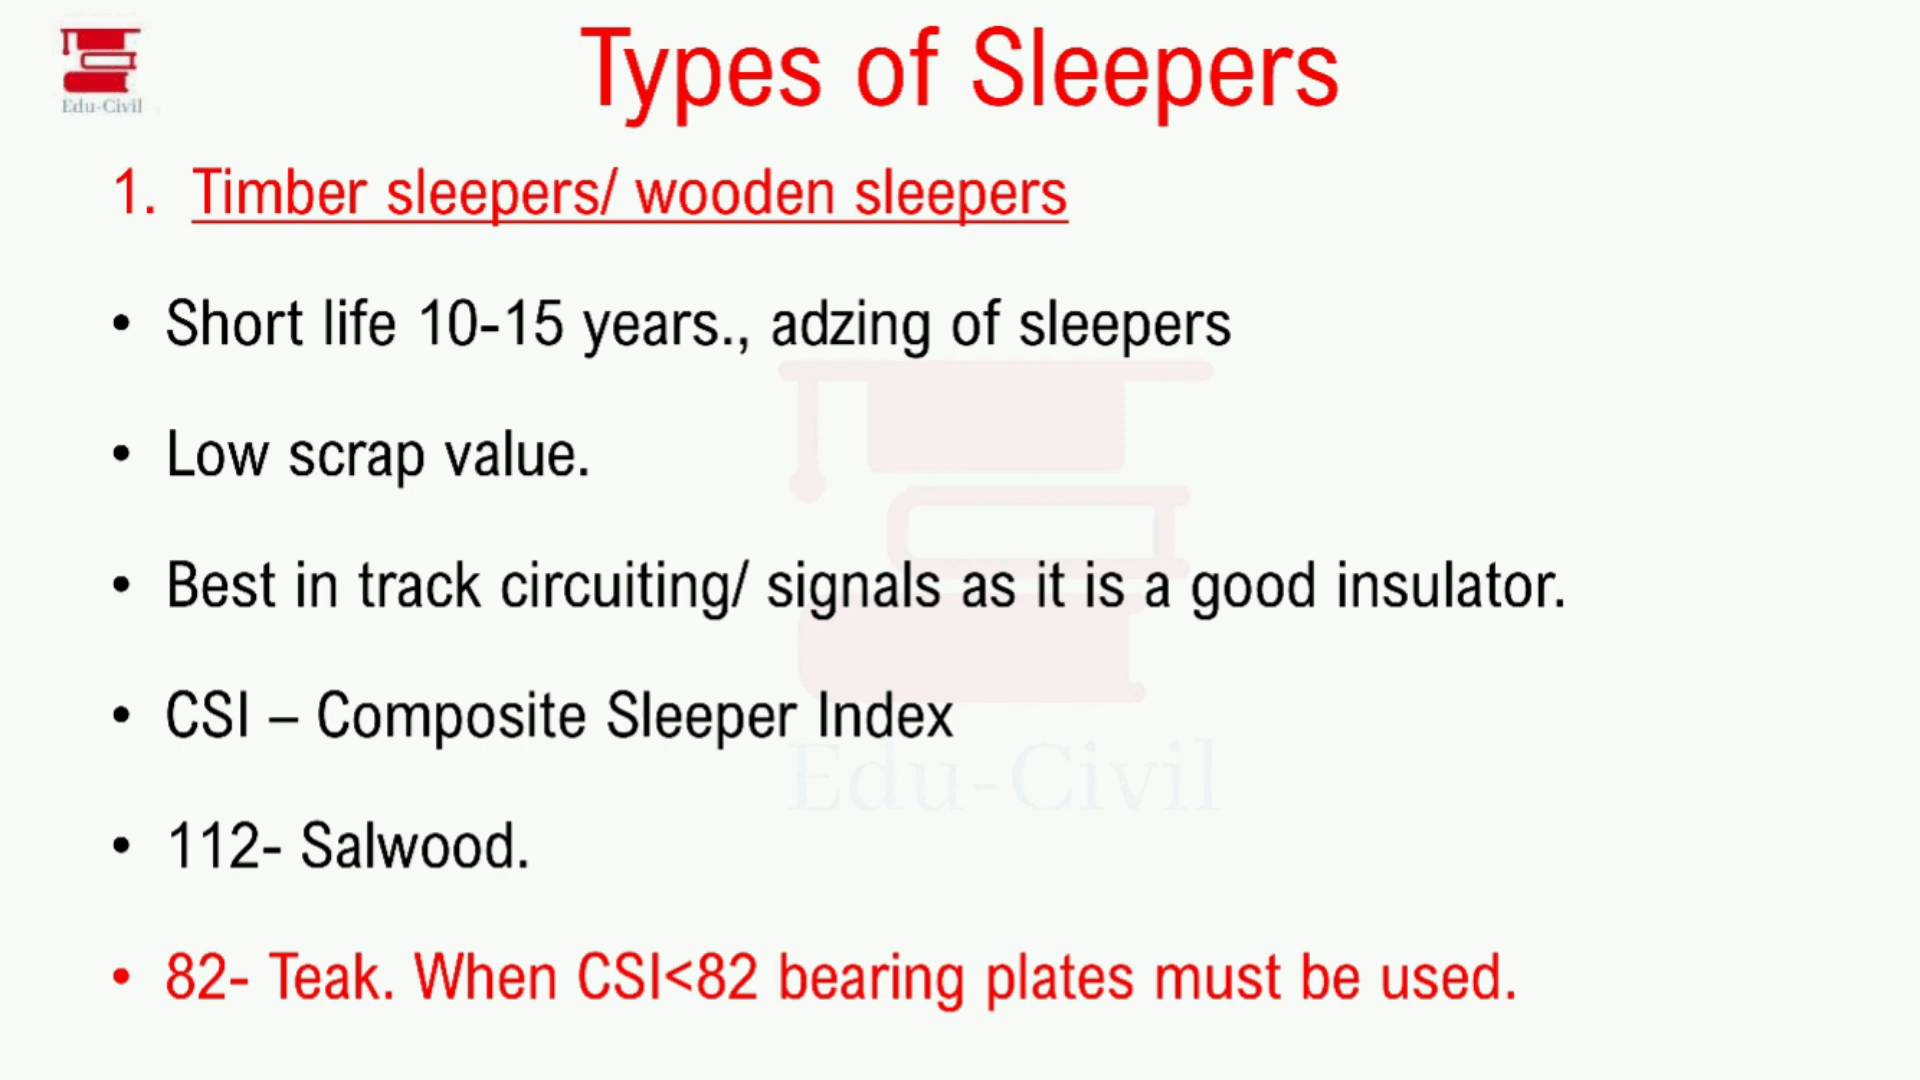 Edu-Civil
Types of Sleepers
1. Timber sleepers/ wooden sleepers
• Short life 10-15 years., adzing of sleepers
• Low scrap value.
• Best in track circuiting/ signals as it is a good insulator.
• CSI – Composite Sleeper Index
Edu-Civil
• 112- Salwood.
• 82- Teak. When CSI<82 bearing plates must be used.